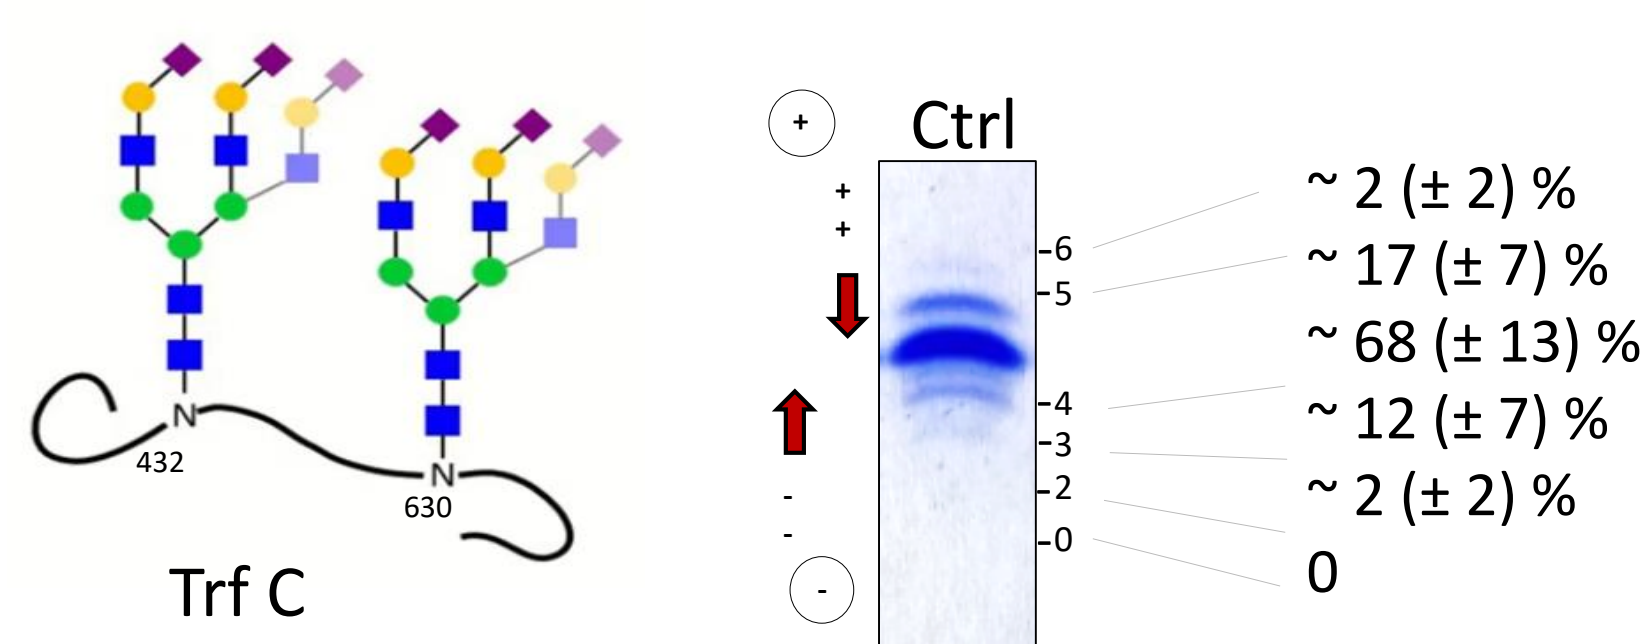 N
432
N
630
Trf C
+
Ctrl
+
+
-
-
-
-6
-5
-4
-3
-2
-0
~ 2 (± 2) %
~ 17 (± 7) %
~ 68 (± 13) %
~ 12 (± 7) %
~ 2 (± 2) %
0